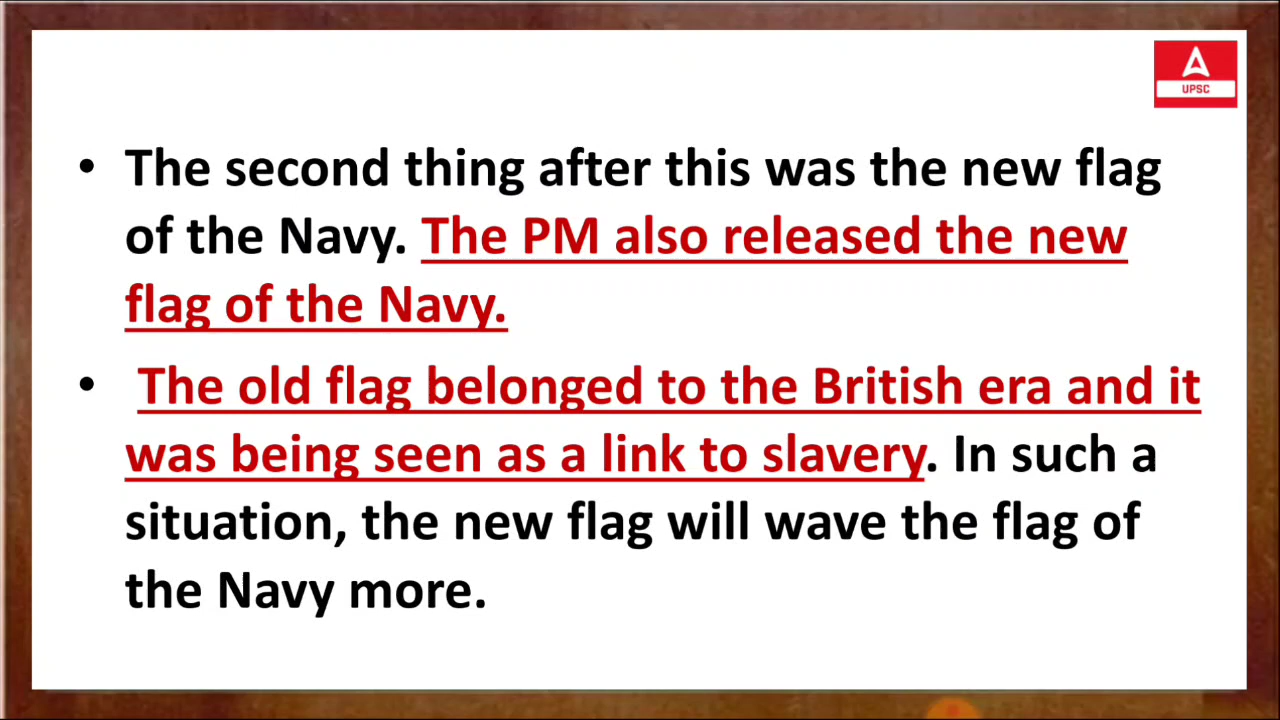 UPSC
• The second thing after this was the new flag
of the Navy. The PM also released the new
flag of the Navy.
• The old flag belonged to the British era and it
was being seen as a link to slavery. In such a
situation, the new flag will wave the flag of
the Navy more.